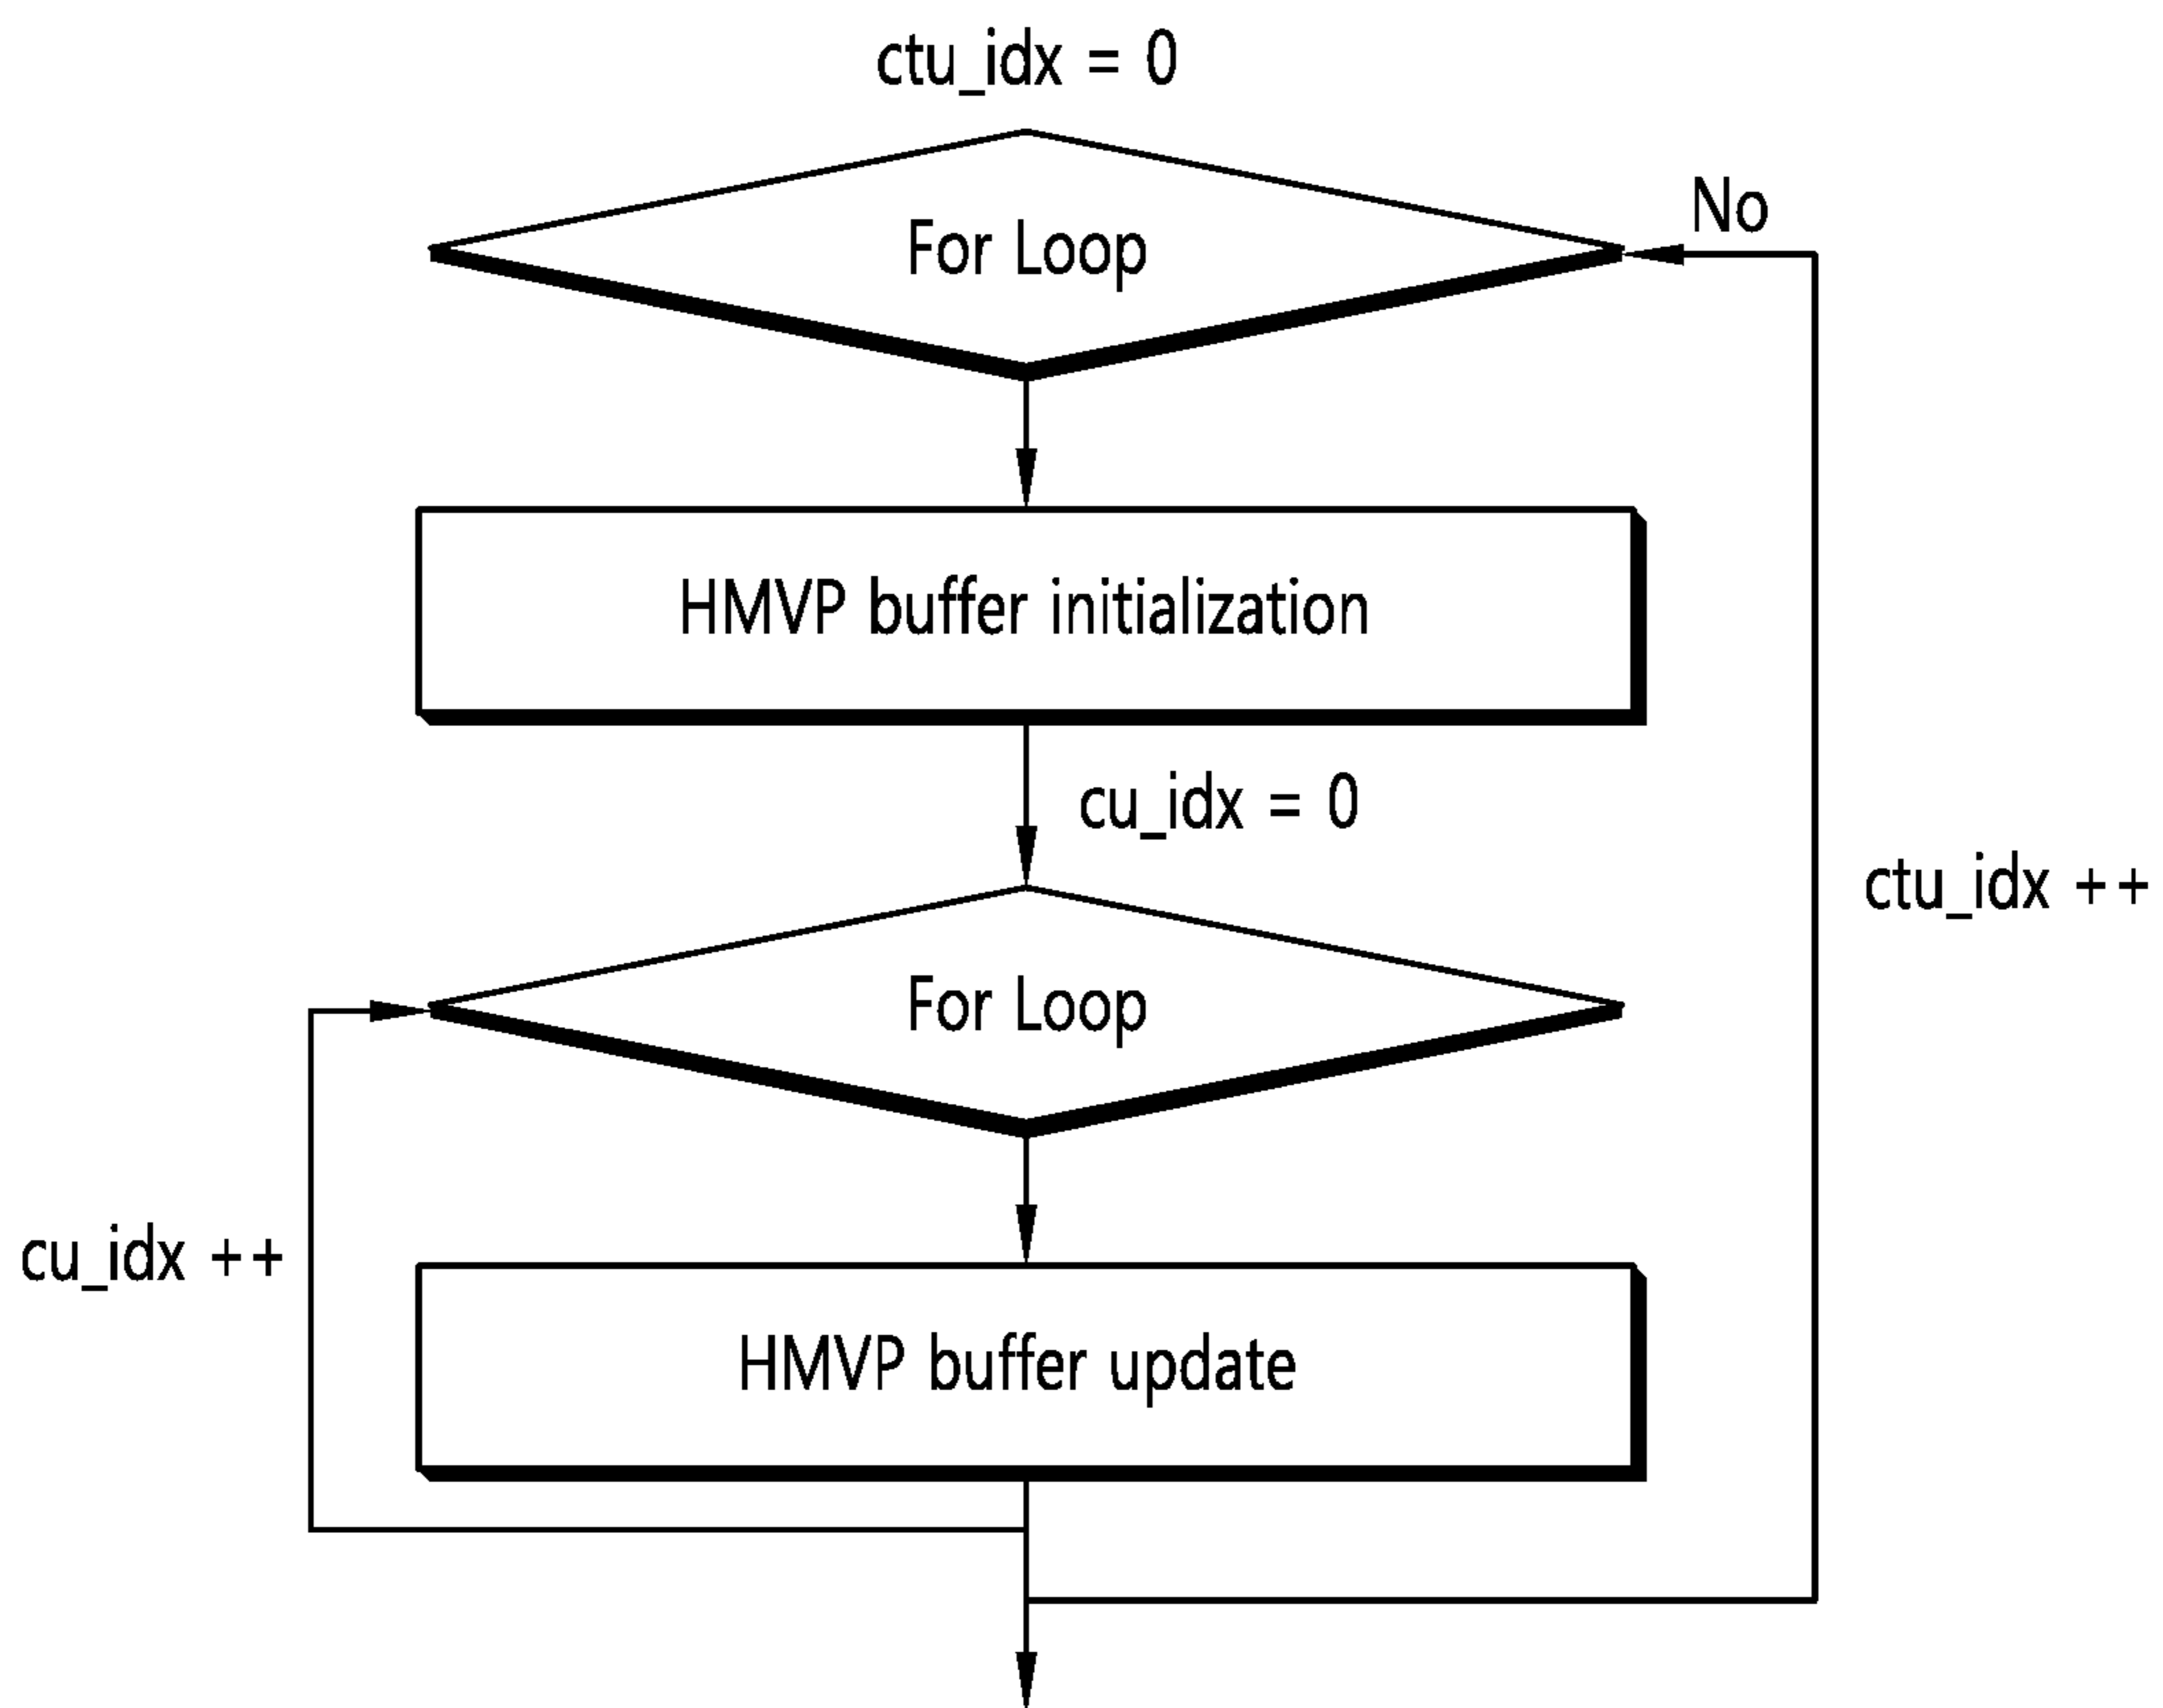 ctu_idx = 0
For Loop
No
HMVP buffer initialization
cu_idx = 0
ctu_idx ++
For Loop
cu_idx ++
HMVP buffer update